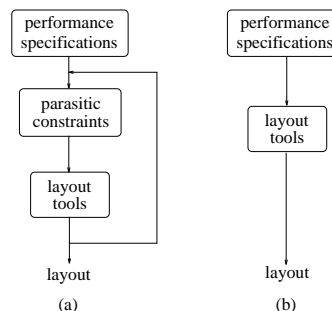 performance
specifications
parasitic
constraints
layout
tools
layout
(a)
performance
specifications
layout
tools
layout
(b)